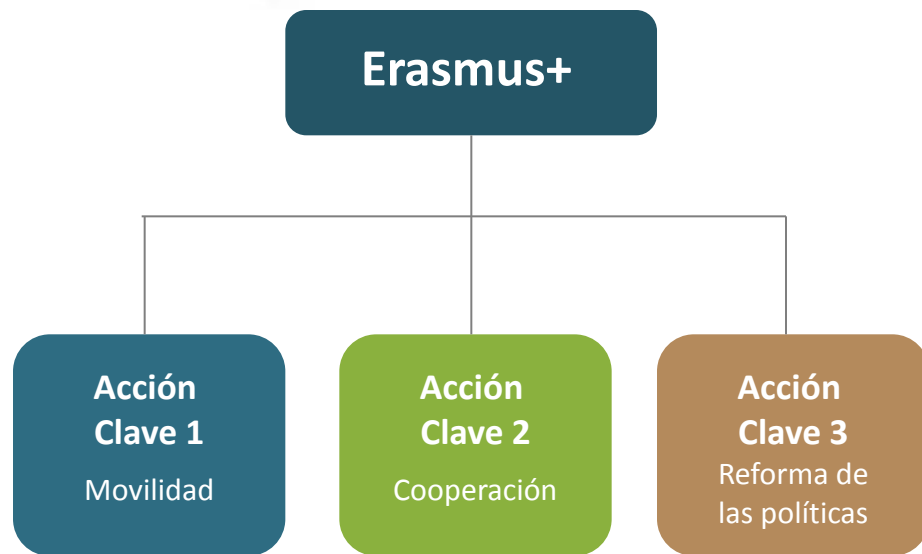 Erasmus+
Acción
Clave 1
Movilidad
Acción
Clave 2
Cooperación
Acción
Clave 3
Reforma de
las políticas